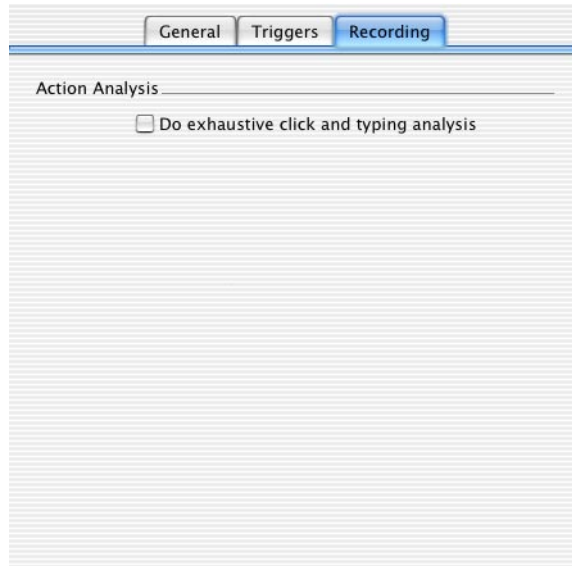 General Triggers Recording
Action Analysis
Do exhaustive click and typing analysis